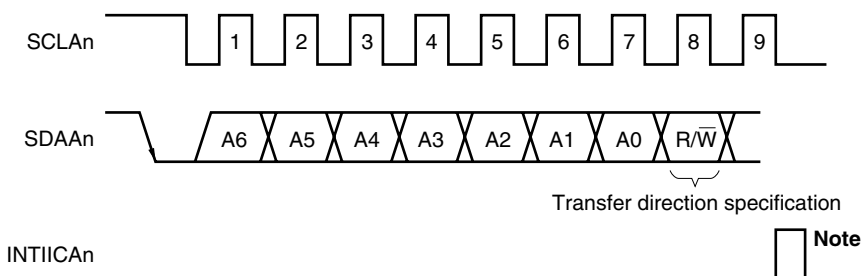 SCLAn 1 2 3 4 5 6 7 8 9
SDAAn A6 A5 A4 A3 A2 A1 A0 R/W̅
Transfer direction specification
INTIICAn Note